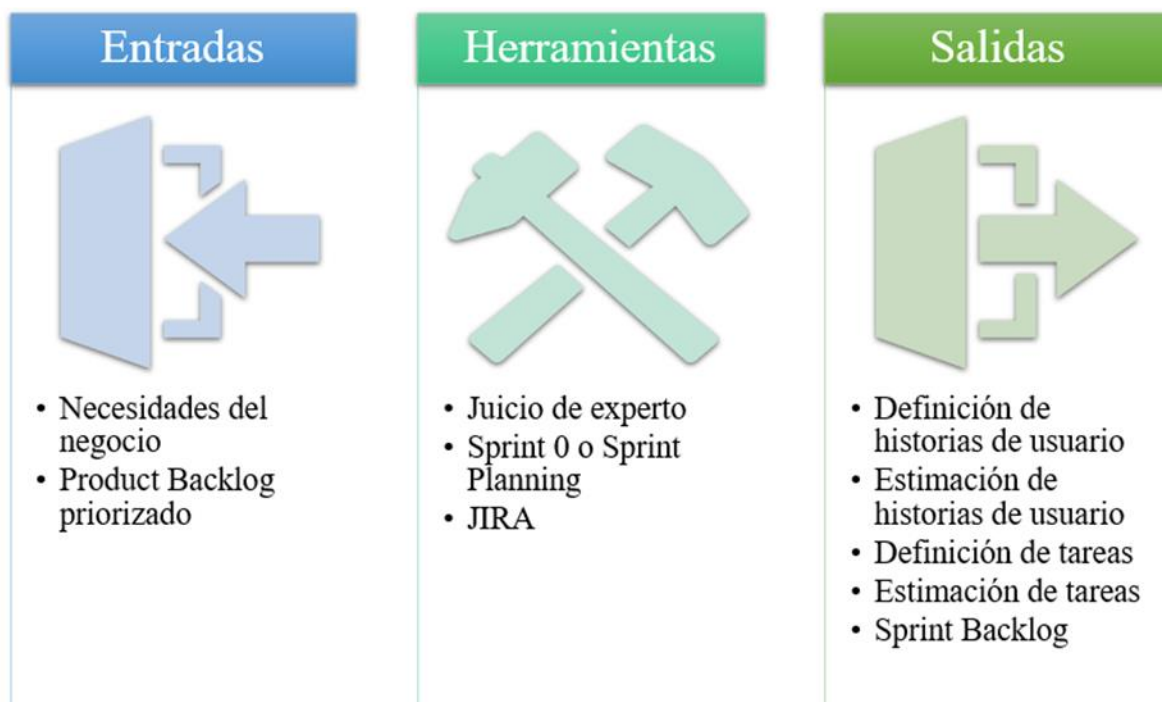 Entradas
• Necesidades del
negocio
• Product Backlog
priorizado
Herramientas
• Juicio de experto
• Sprint 0 o Sprint
Planning
• JIRA
Salidas
• Definición de
historias de usuario
• Estimación de
historias de usuario
• Definición de tareas
• Estimación de tareas
• Sprint Backlog